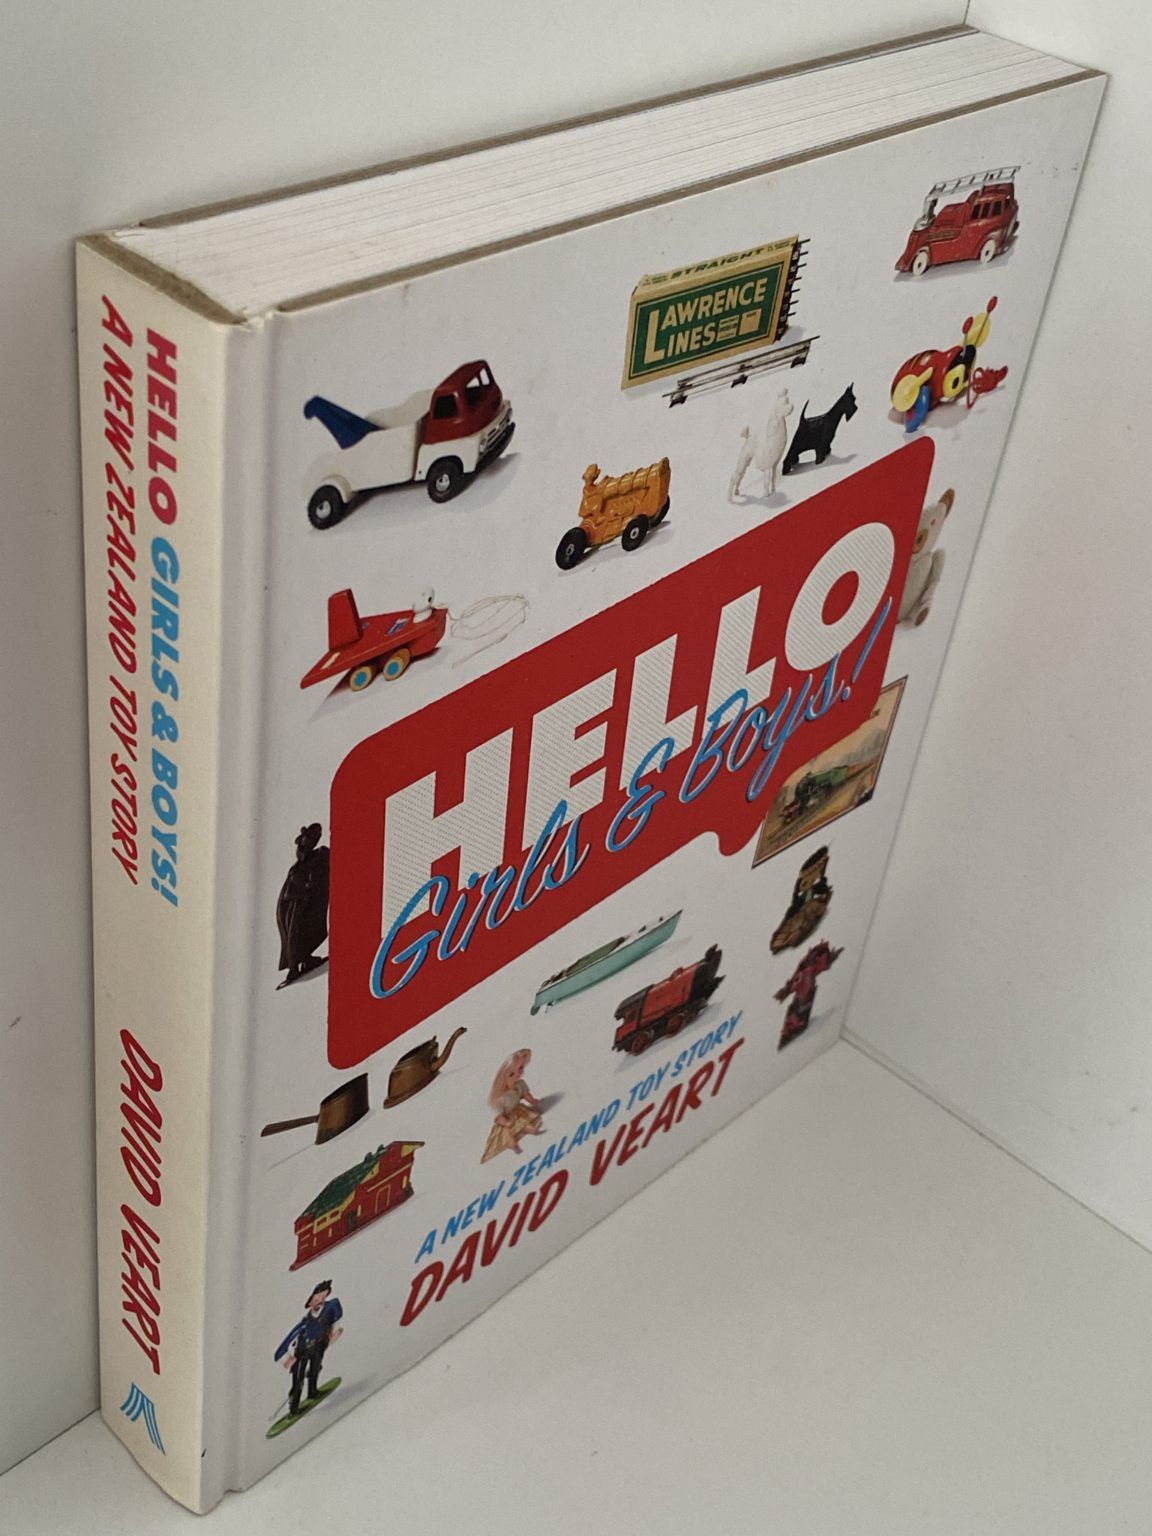 HELLO GIRLS & BOYS!
A NEW ZEALAND TOY STORY
DAVID VEART
STRAIGHT
LAWRENCE
LINES
HELLO
Girls & Boys!
A NEW ZEALAND TOY STORY
DAVID VEART